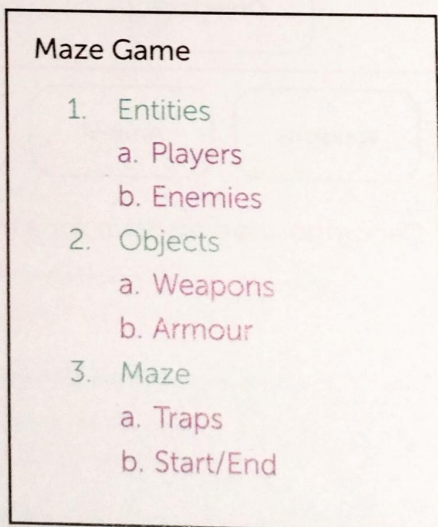 Maze Game
1. Entities
a. Players
b. Enemies
2. Objects
a. Weapons
b. Armour
3. Maze
a. Traps
b. Start/End